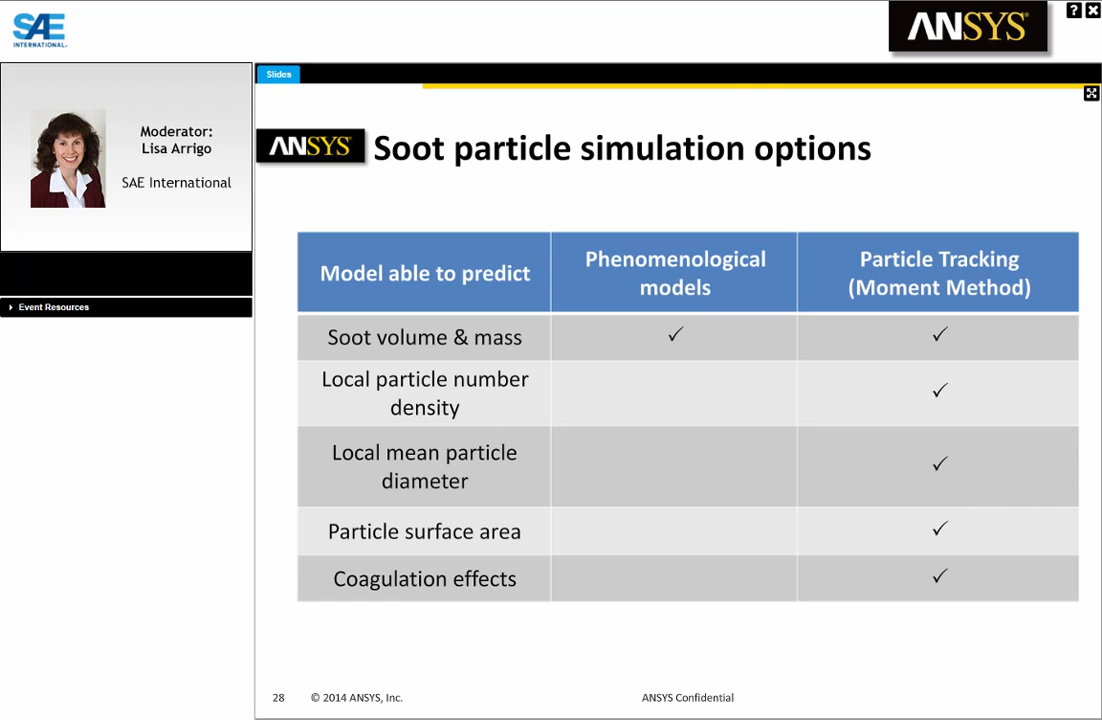 SAE
INTERNATIONAL®
ANSYS®
?
Slides
Moderator:
Lisa Arrigo
SAE International
Event Resources
ANSYS® Soot particle simulation options
Model able to predict
Phenomenological
models
Particle Tracking
(Moment Method)
Soot volume & mass ✓ ✓
Local particle number
density ✓
Local mean particle
diameter ✓
Particle surface area ✓
Coagulation effects ✓
28 © 2014 ANSYS, Inc. ANSYS Confidential